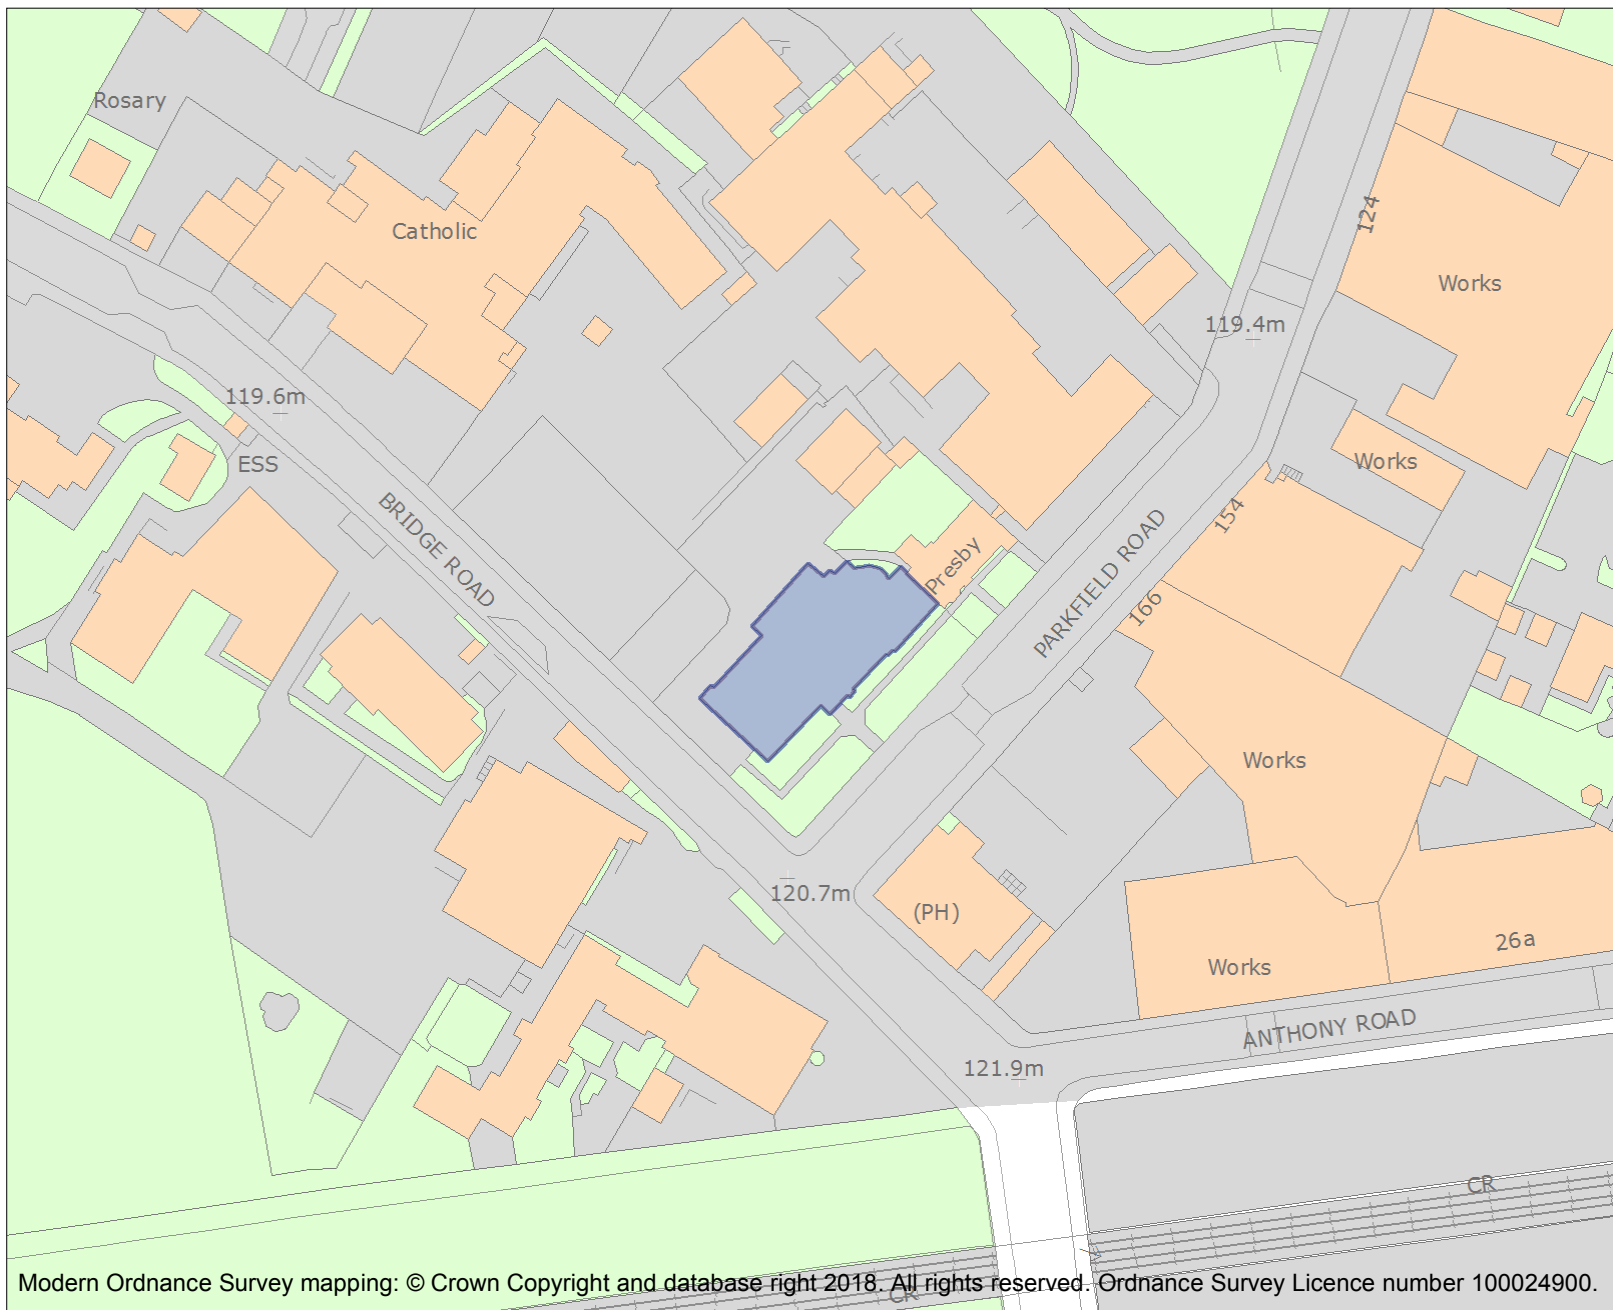 Rosary
Catholic
124
Works
119.4m
119.6m
ESS
Works
BRIDGE ROAD
154
Presby
PARKFIELD ROAD
166
Works
120.7m
(PH)
26a
Works
ANTHONY ROAD
121.9m
CR
CR
Modern Ordnance Survey mapping: © Crown Copyright and database right 2018. All rights reserved. Ordnance Survey Licence number 100024900.